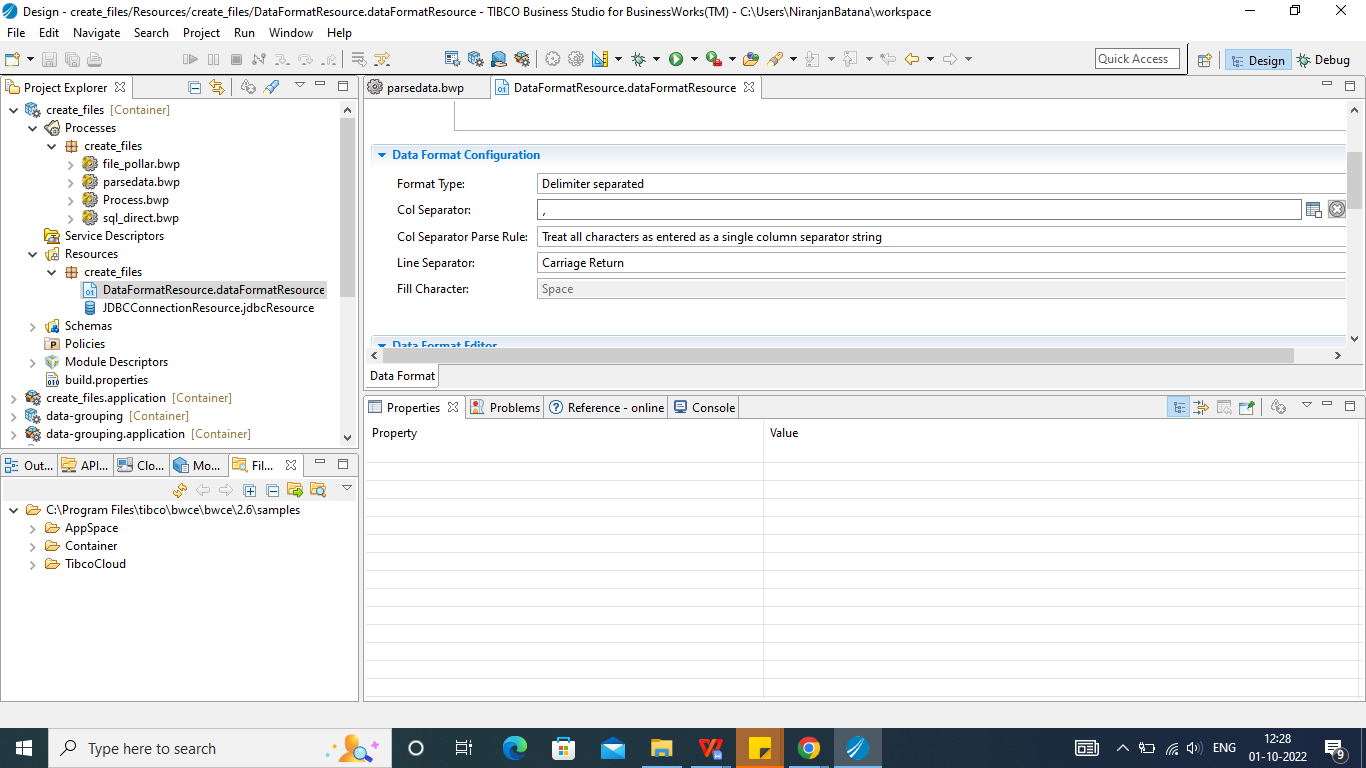 Design - create_files/Resources/create_files/DataFormatResource.dataFormatResource - TIBCO Business Studio for BusinessWorks(TM) - C:\Users\NiranjanBatana\workspace
File Edit Navigate Search Project Run Window Help
Quick Access
Design
Debug
Project Explorer
create_files [Container]
Processes
create_files
file_pollar.bwp
parsedata.bwp
Process.bwp
sql_direct.bwp
Service Descriptors
Resources
create_files
DataFormatResource.dataFormatResource
JDBCConnectionResource.jdbcResource
Schemas
Policies
Module Descriptors
build.properties
create_files.application [Container]
data-grouping [Container]
data-grouping.application [Container]
Out... API... Clo... Mo... Fil...
C:\Program Files\tibco\bwce\bwce\2.6\samples
AppSpace
Container
TibcoCloud
parsedata.bwp
DataFormatResource.dataFormatResource
Data Format Configuration
Format Type: Delimiter separated
Col Separator: ,
Col Separator Parse Rule: Treat all characters as entered as a single column separator string
Line Separator: Carriage Return
Fill Character: Space
Data Format Editor
Data Format
Properties Problems Reference - online Console
Property Value
Type here to search
ENG
12:28
01-10-2022
9